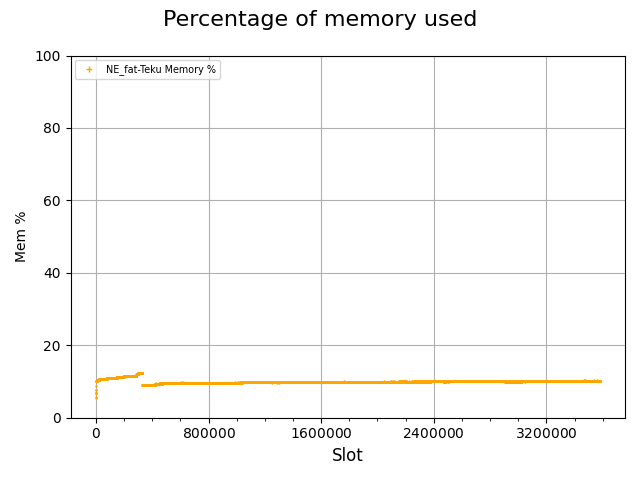 Percentage of memory used
NE_fat-Teku Memory %
Mem %
100
80
60
40
20
0
0 800000 1600000 2400000 3200000
Slot